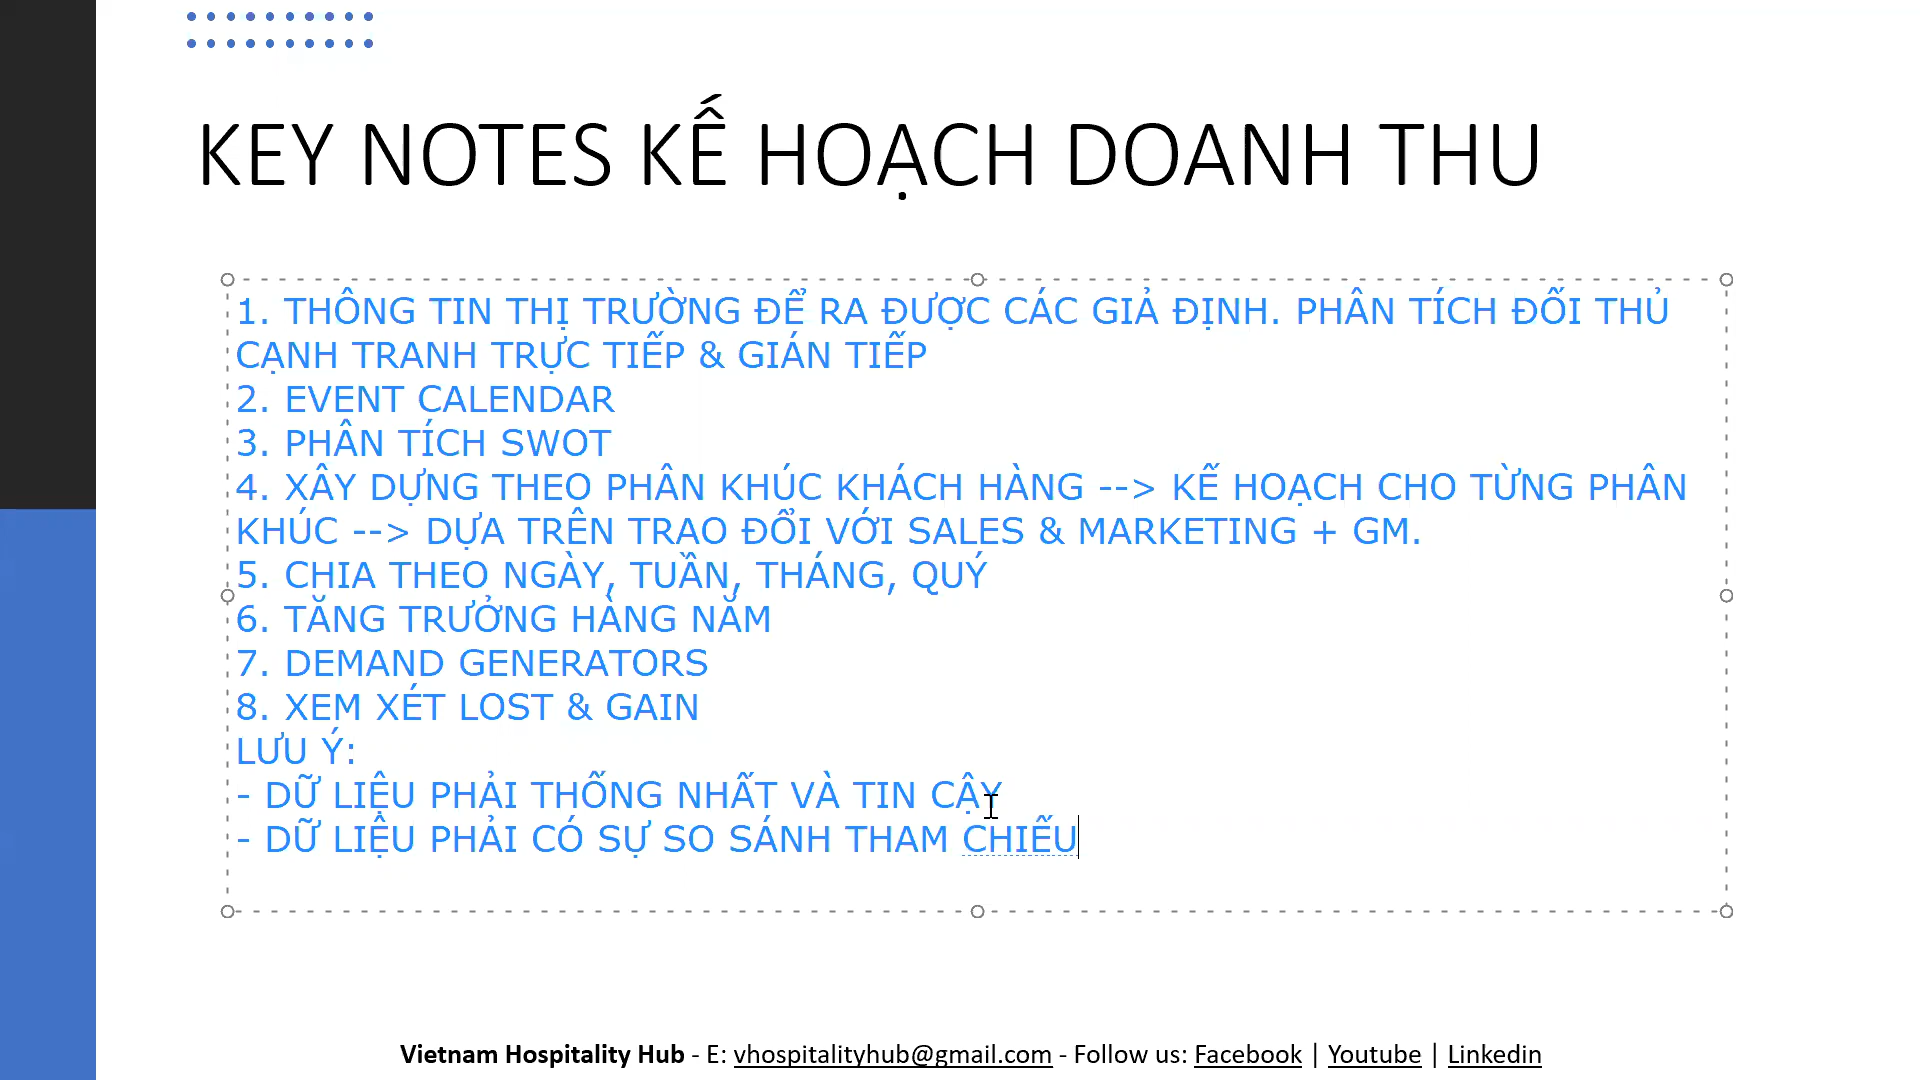 KEY NOTES KẾ HOẠCH DOANH THU
1. THÔNG TIN THỊ TRƯỜNG ĐỂ RA ĐƯỢC CÁC GIẢ ĐỊNH. PHÂN TÍCH ĐỐI THỦ
CẠNH TRANH TRỰC TIẾP & GIÁN TIẾP
2. EVENT CALENDAR
3. PHÂN TÍCH SWOT
4. XÂY DỰNG THEO PHÂN KHÚC KHÁCH HÀNG --> KẾ HOẠCH CHO TỪNG PHÂN
KHÚC --> DỰA TRÊN TRAO ĐỔI VỚI SALES & MARKETING + GM.
5. CHIA THEO NGÀY, TUẦN, THÁNG, QUÝ
6. TĂNG TRƯỞNG HÀNG NĂM
7. DEMAND GENERATORS
8. XEM XÉT LOST & GAIN
LƯU Ý:
- DỮ LIỆU PHẢI THỐNG NHẤT VÀ TIN CẬY
- DỮ LIỆU PHẢI CÓ SỰ SO SÁNH THAM CHIẾU
Vietnam Hospitality Hub - E: vhospitalityhub@gmail.com - Follow us: Facebook | Youtube | Linkedin